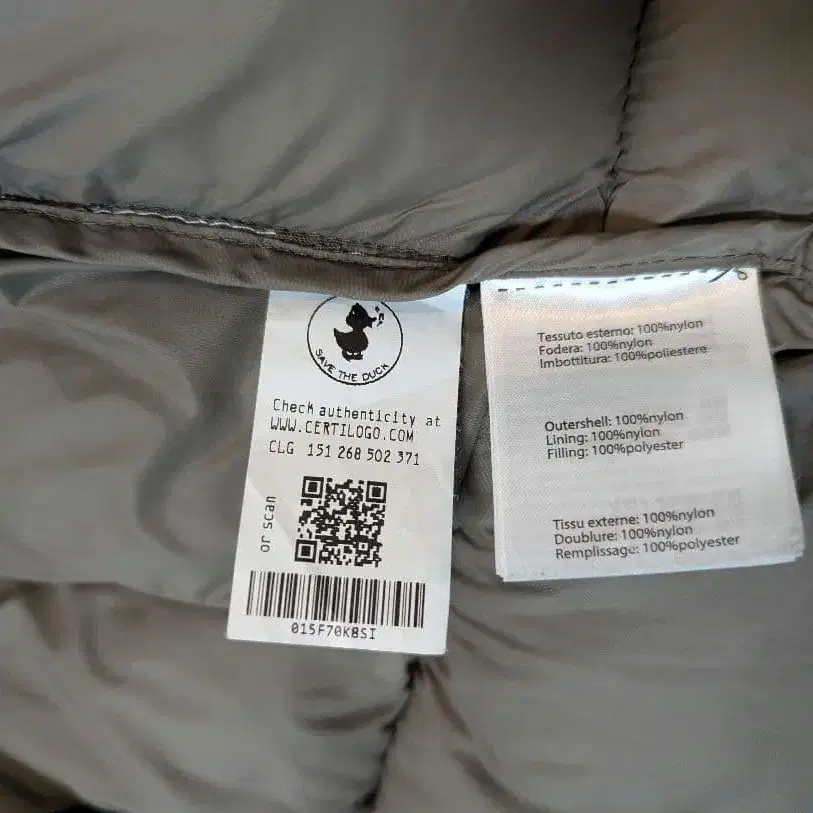 SAVE THE DUCK
Check authenticity at
WWW.CERTILOGO.COM
CLG 151 268 502 371
or scan
015F70K8SI
Tessuto esterno: 100%nylon
Fodera: 100%nylon
Imbottitura: 100%poliestere
Outershell: 100%nylon
Lining: 100%nylon
Filling: 100%polyester
Tissu externe: 100%nylon
Doublure: 100%nylon
Remplissage: 100%polyester